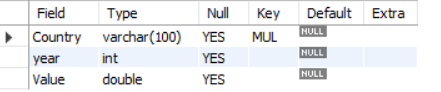 Field Type Null Key Default Extra
Country varchar(100) YES MUL NULL
year int YES NULL
Value double YES NULL